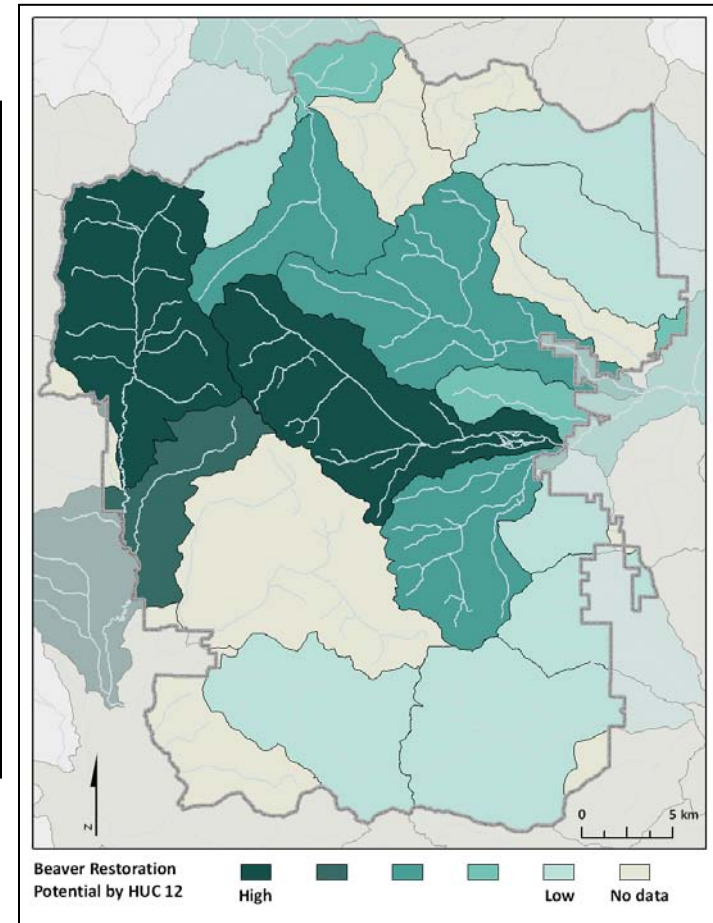 N
0 5 km
Beaver Restoration
Potential by HUC 12
High Low No data